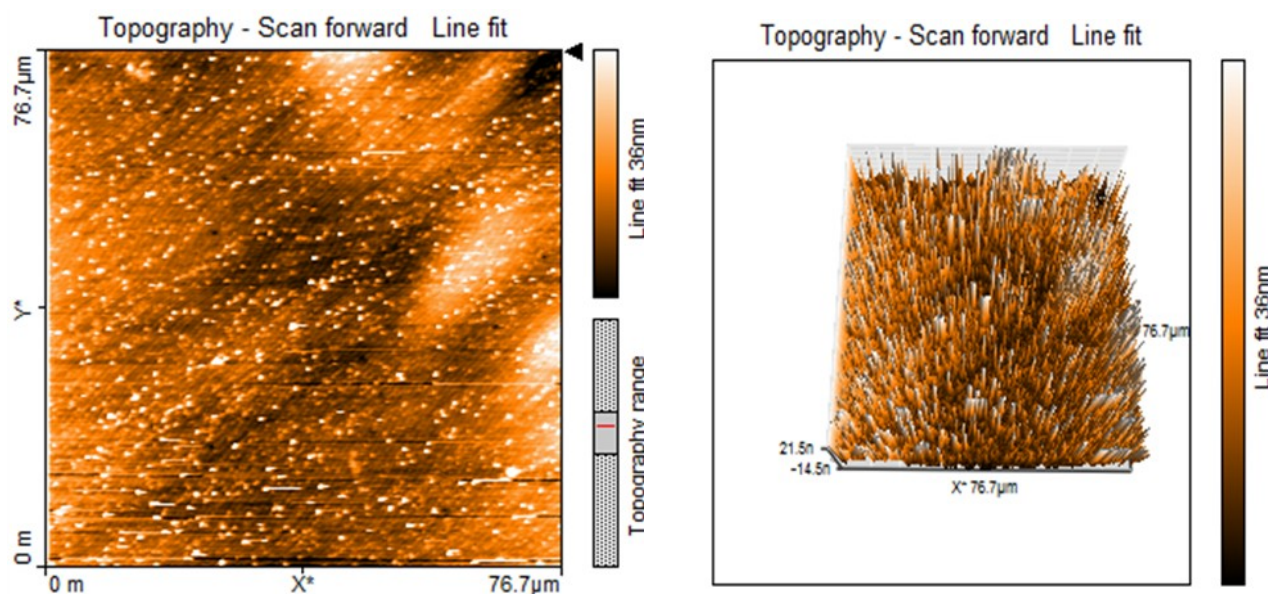 Topography - Scan forward Line fit
76.7µm
Y*
0 m
0 m
X*
76.7µm
Line fit 36nm
Topography range
Topography - Scan forward Line fit
76.7µm
21.5n
-14.5n
X* 76.7µm
Line fit 36nm